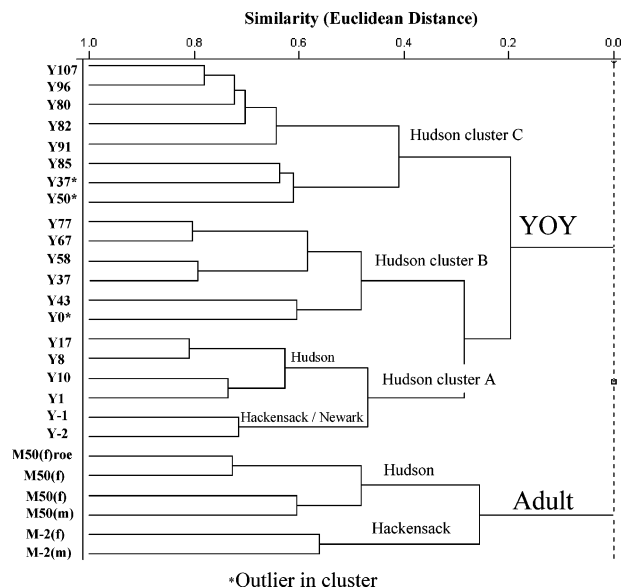 Similarity (Euclidean Distance)
1.0 0.8 0.6 0.4 0.2 0.0
Y107
Y96
Y80
Y82
Y91
Hudson cluster C
Y85
Y37*
Y50*
YOY
Y77
Y67
Y58
Hudson cluster B
Y37
Y43
Y0*
Y17
Y8
Hudson
Y10
Hudson cluster A
Y1
Y-1
Hackensack / Newark
Y-2
M50(f)roe
M50(f)
Hudson
M50(f)
Adult
M50(m)
M-2(f)
Hackensack
M-2(m)
*Outlier in cluster